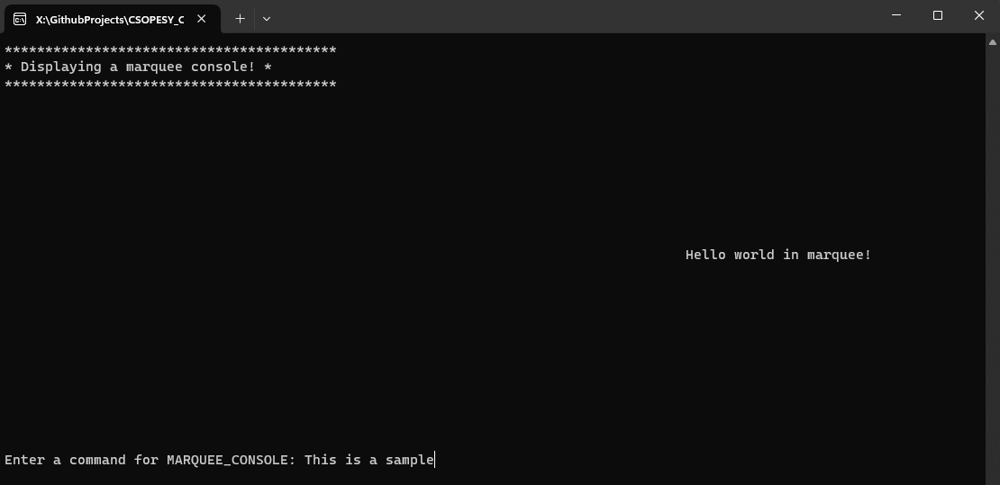 X:\GithubProjects\CSOPESY_C
*****************************************
* Displaying a marquee console! *
*****************************************
Hello world in marquee!
Enter a command for MARQUEE_CONSOLE: This is a sample